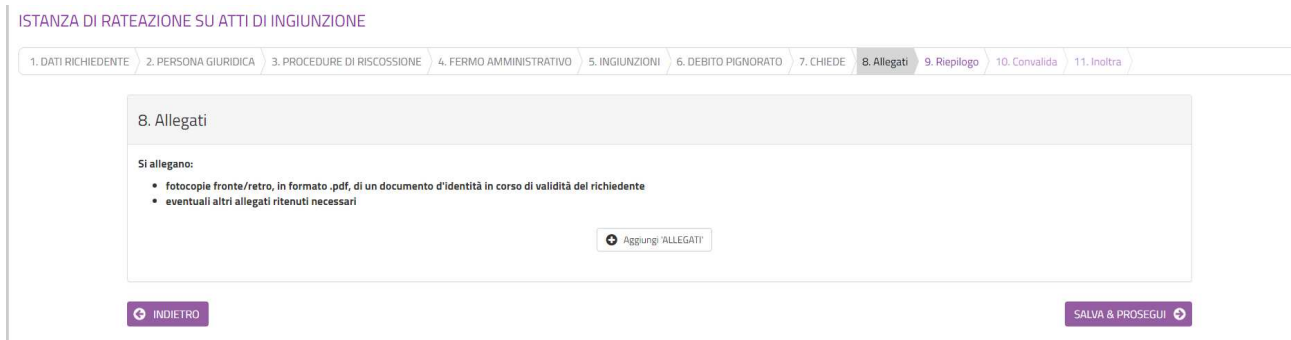 ISTANZA DI RATEAZIONE SU ATTI DI INGIUNZIONE
1. DATI RICHIEDENTE 2. PERSONA GIURIDICA 3. PROCEDURE DI RISCOSSIONE 4. FERMO AMMINISTRATIVO 5. INGIUNZIONI 6. DEBITO PIGNORATO 7. CHIEDE 8. Allegati 9. Riepilogo 10. Convalida 11. Inoltra
8. Allegati
Si allegano:
• fotocopie fronte/retro, in formato .pdf, di un documento d'identità in corso di validità del richiedente
• eventuali altri allegati ritenuti necessari
Aggiungi 'ALLEGATI'
INDIETRO SALVA & PROSEGUI